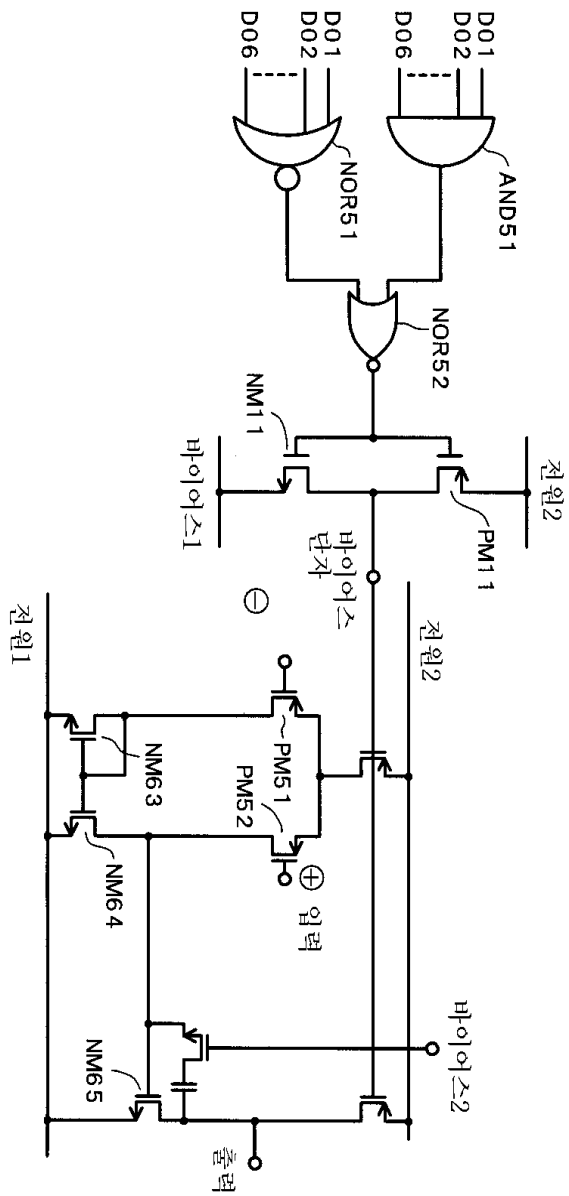 D01
D02
D06
AND51
D01
D02
D06
NOR51
NOR52
NM11
PM11
전원2
바이어스1
바이어스
단자
전원2
전원1
PM51
PM52
입력
NM63
NM64
바이어스2
NM65
출력